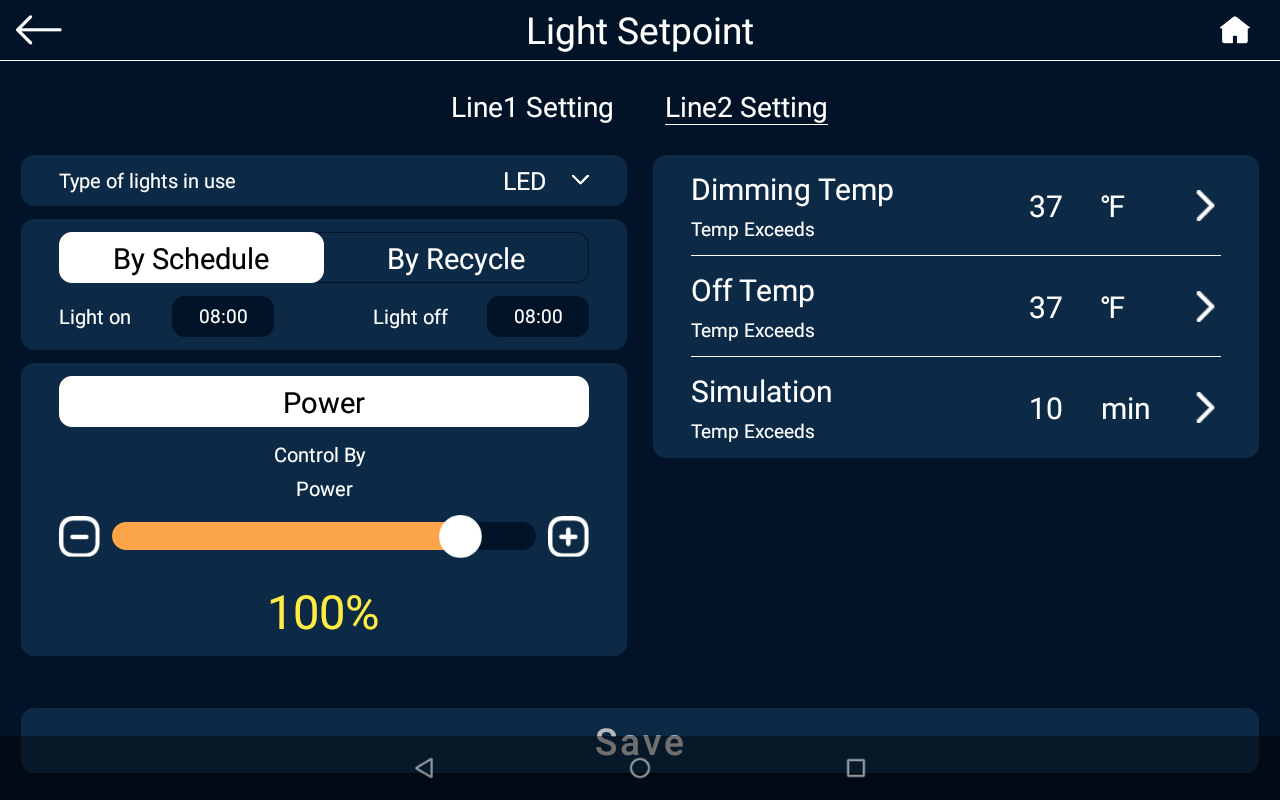 Light Setpoint
Line1 Setting
Line2 Setting
Type of lights in use
LED
By Schedule
By Recycle
Light on
08:00
Light off
08:00
Power
Control By
Power
100%
Dimming Temp
Temp Exceeds
37 ℉
Off Temp
Temp Exceeds
37 ℉
Simulation
Temp Exceeds
10 min
Save